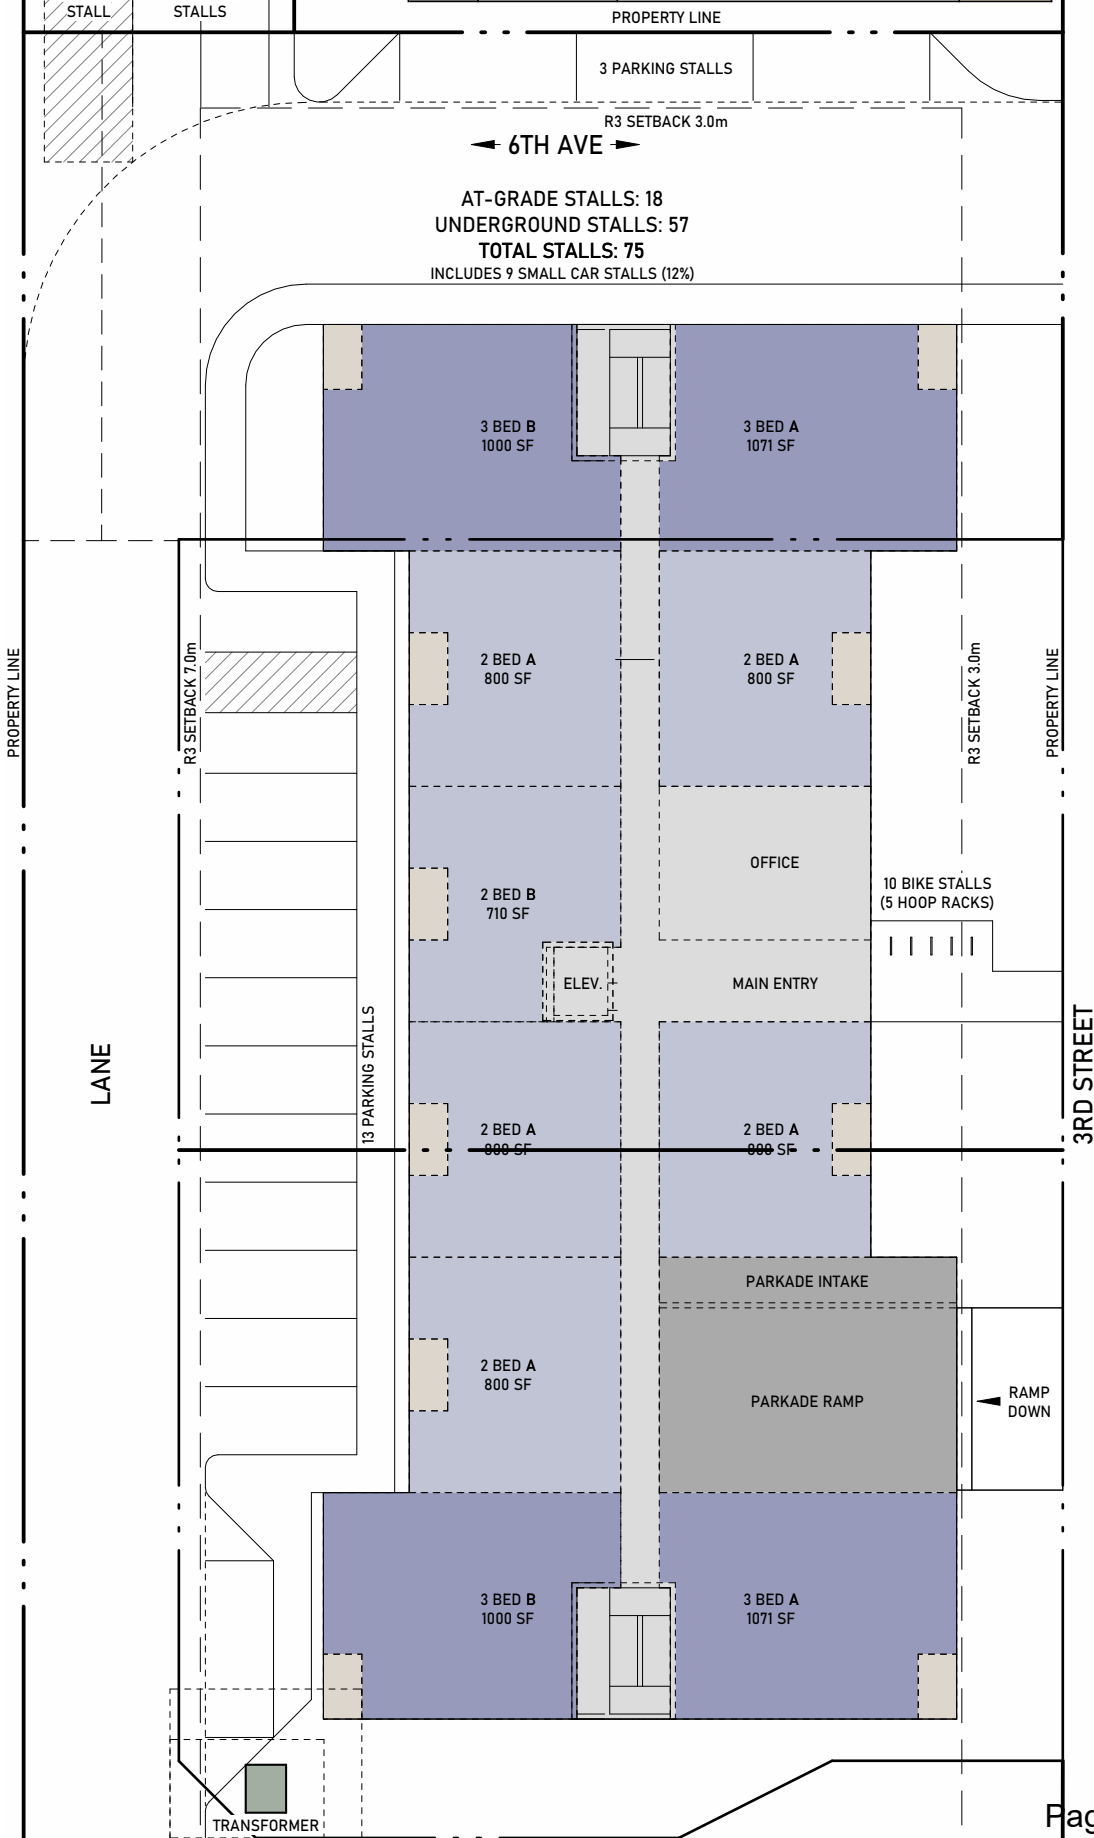 STALL
STALLS
PROPERTY LINE
3 PARKING STALLS
R3 SETBACK 3.0m
6TH AVE
AT-GRADE STALLS: 18
UNDERGROUND STALLS: 57
TOTAL STALLS: 75
INCLUDES 9 SMALL CAR STALLS (12%)
3 BED B
1000 SF
3 BED A
1071 SF
PROPERTY LINE
R3 SETBACK 7.0m
2 BED A
800 SF
2 BED A
800 SF
R3 SETBACK 3.0m
PROPERTY LINE
2 BED B
710 SF
OFFICE
10 BIKE STALLS
(5 HOOP RACKS)
ELEV.
MAIN ENTRY
LANE
13 PARKING STALLS
3RD STREET
2 BED A
800 SF
2 BED A
800 SF
PARKADE INTAKE
2 BED A
800 SF
PARKADE RAMP
RAMP
DOWN
3 BED B
1000 SF
3 BED A
1071 SF
TRANSFORMER
Pag